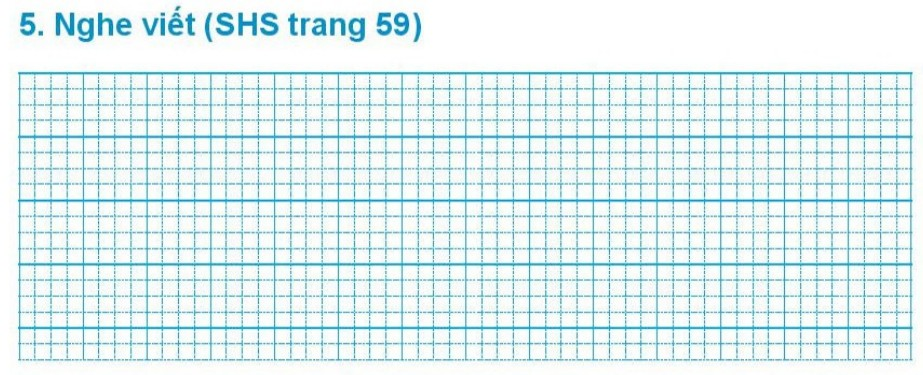 5. Nghe viết (SHS trang 59)